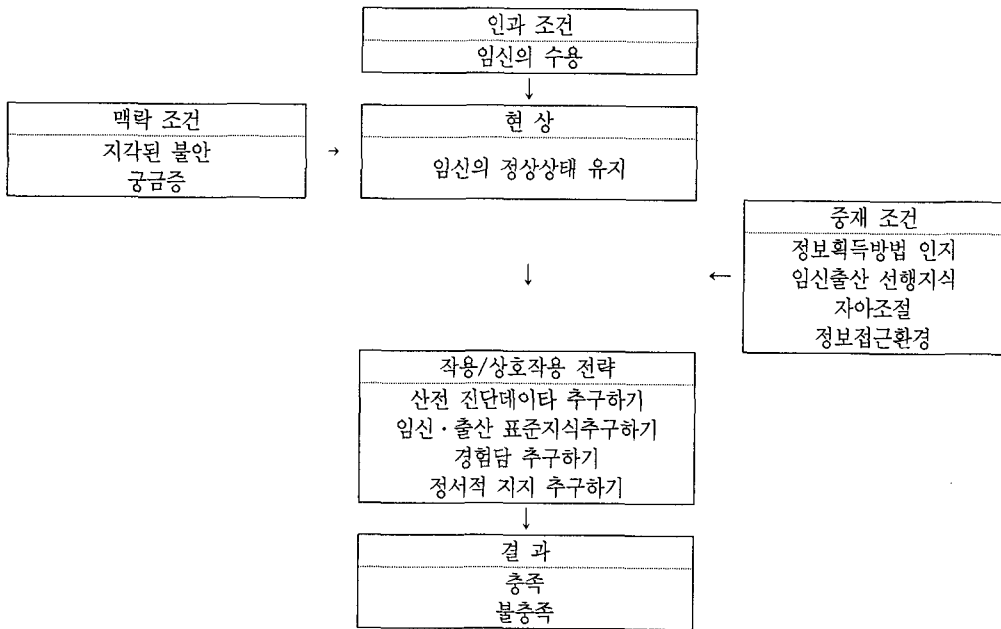 인과 조건
임신의 수용
↓
맥락 조건
지각된 불안
궁금증
→
현 상
임신의 정상상태 유지
중재 조건
정보획득방법 인지
임신출산 선행지식
자아조절
정보접근환경
↓
←
작용/상호작용 전략
산전 진단데이타 추구하기
임신·출산 표준지식추구하기
경험담 추구하기
정서적 지지 추구하기
↓
결 과
충족
불충족